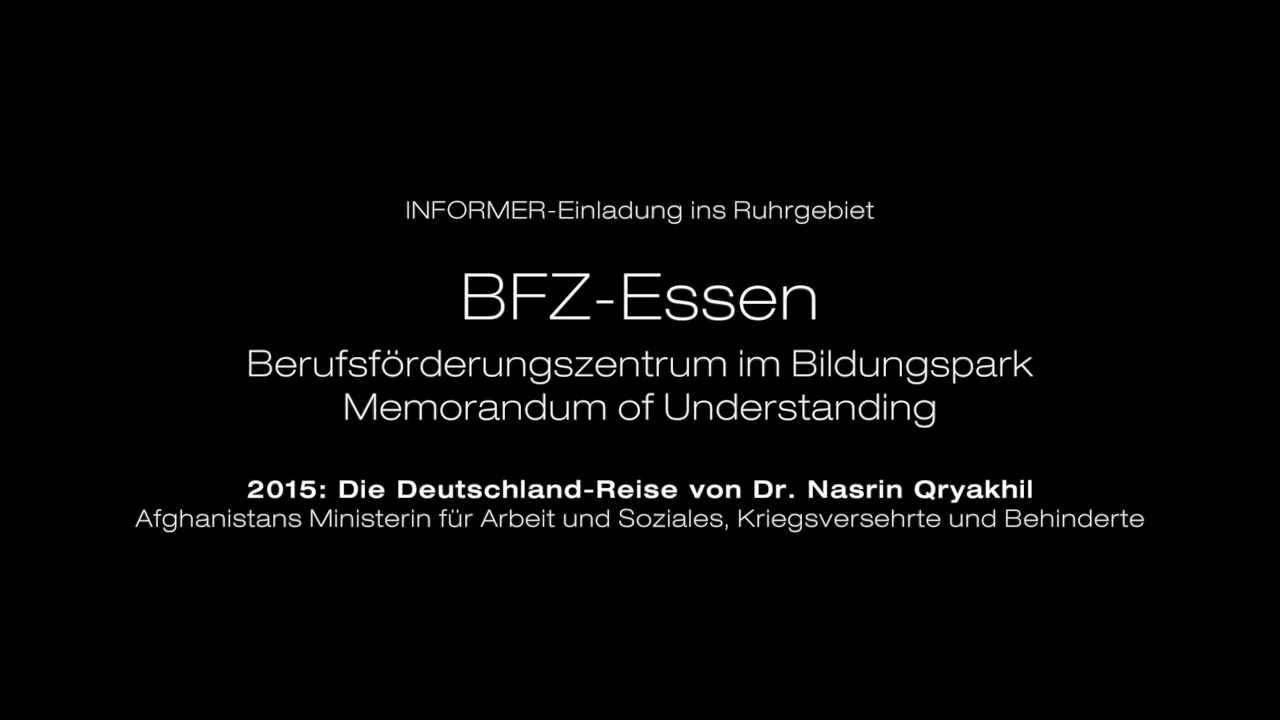 INFORMER-Einladung ins Ruhrgebiet
BFZ-Essen
Berufsförderungszentrum im Bildungspark
Memorandum of Understanding
2015: Die Deutschland-Reise von Dr. Nasrin Qryakhil
Afghanistans Ministerin für Arbeit und Soziales, Kriegsversehrte und Behinderte